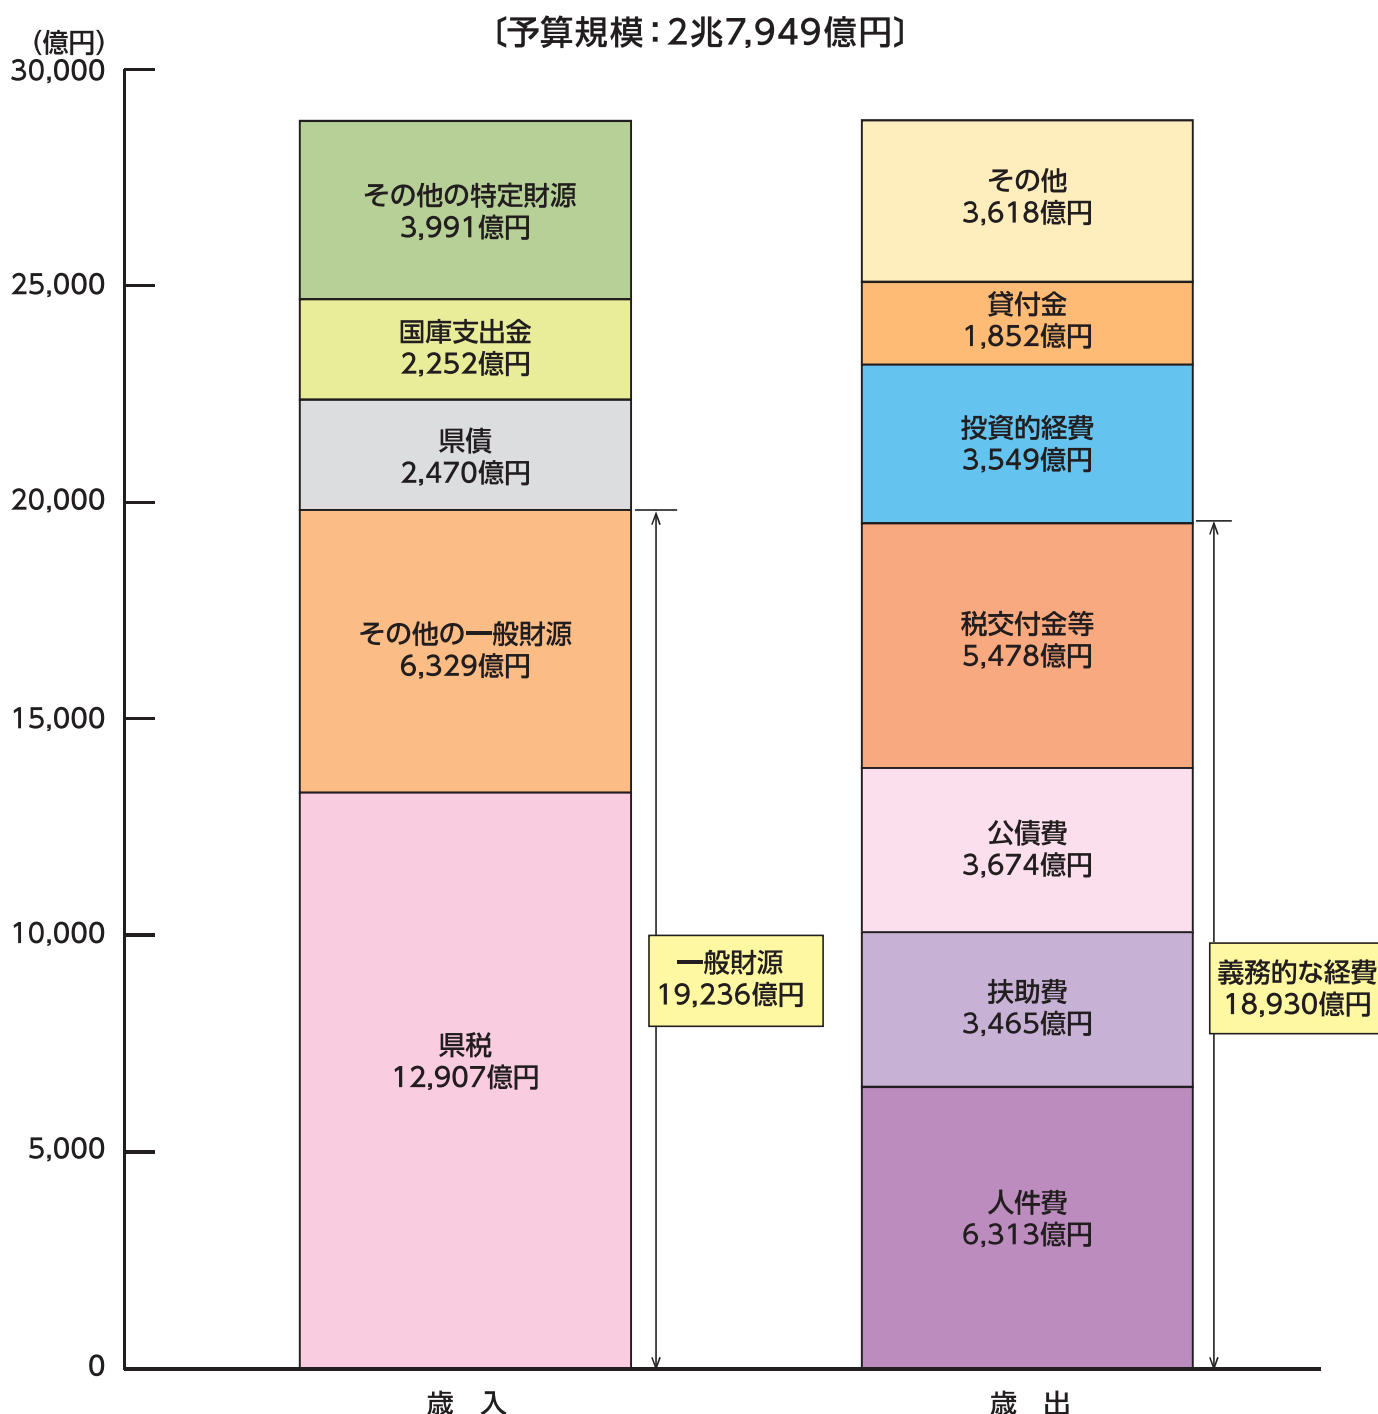 〔予算規模：2兆7,949億円〕
（億円）
30,000
25,000
20,000
15,000
10,000
5,000
0
その他の特定財源
3,991億円
国庫支出金
2,252億円
県債
2,470億円
その他の一般財源
6,329億円
県税
12,907億円
一般財源
19,236億円
歳　入
その他
3,618億円
貸付金
1,852億円
投資的経費
3,549億円
税交付金等
5,478億円
公債費
3,674億円
扶助費
3,465億円
人件費
6,313億円
義務的な経費
18,930億円
歳　出